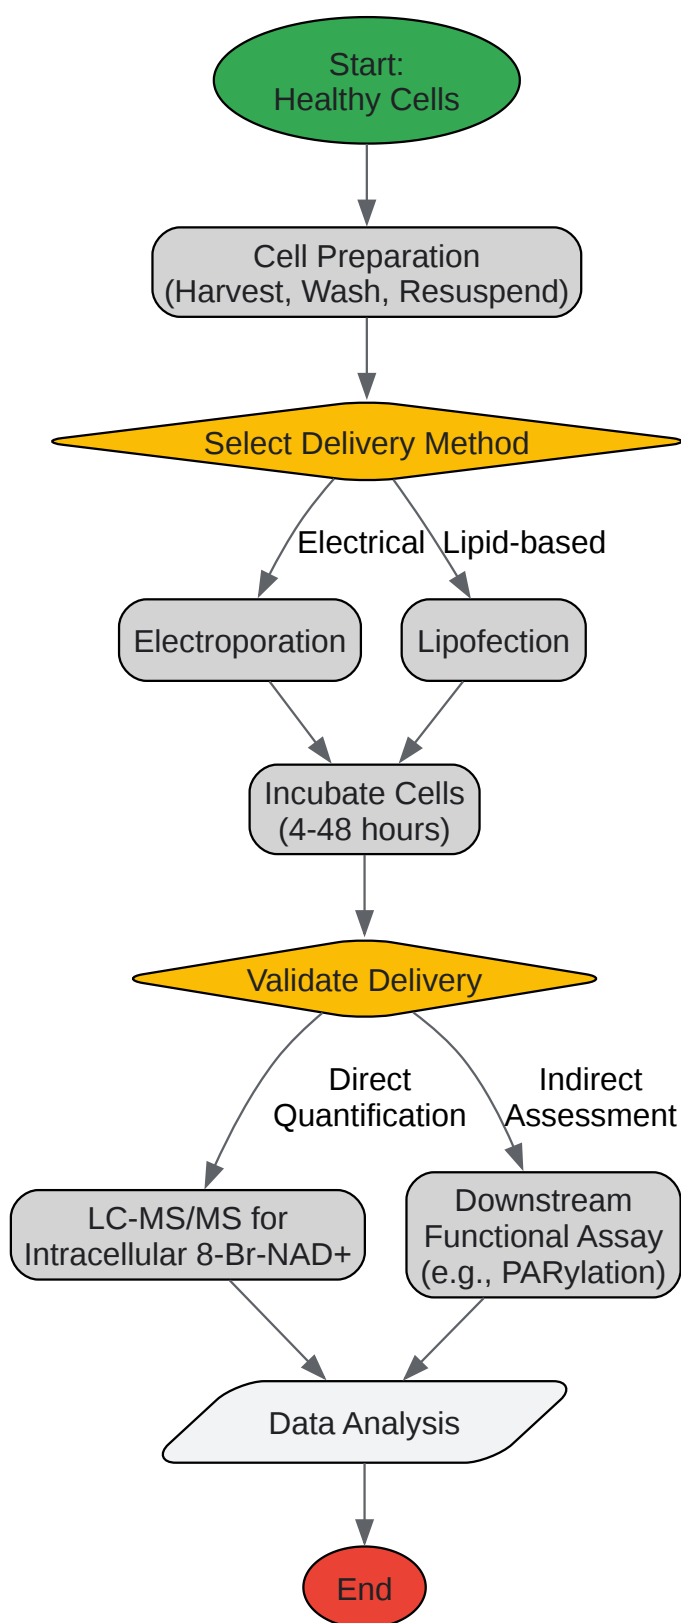 Start:
Healthy Cells
Cell Preparation
(Harvest, Wash, Resuspend)
Select Delivery Method
Electrical
Lipid-based
Electroporation
Lipofection
Incubate Cells
(4-48 hours)
Validate Delivery
Direct
Quantification
Indirect
Assessment
LC-MS/MS for
Intracellular 8-Br-NAD+
Downstream
Functional Assay
(e.g., PARylation)
Data Analysis
End